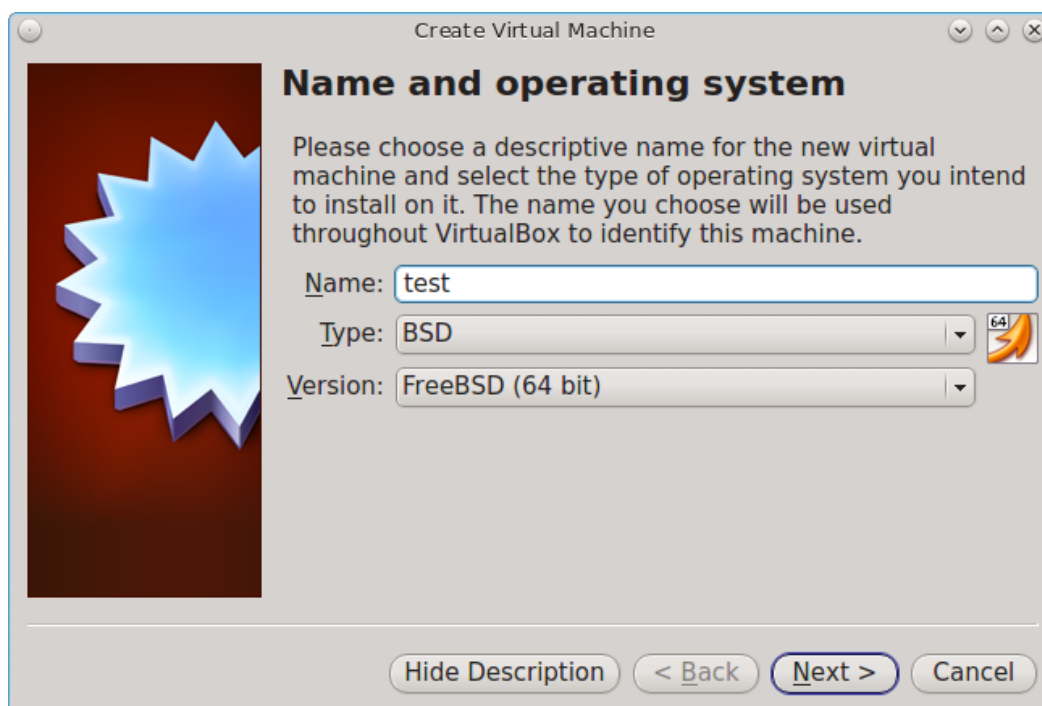 Create Virtual Machine
Name and operating system
Please choose a descriptive name for the new virtual
machine and select the type of operating system you intend
to install on it. The name you choose will be used
throughout VirtualBox to identify this machine.
Name: test
Type: BSD
64
Version: FreeBSD (64 bit)
Hide Description < Back Next > Cancel